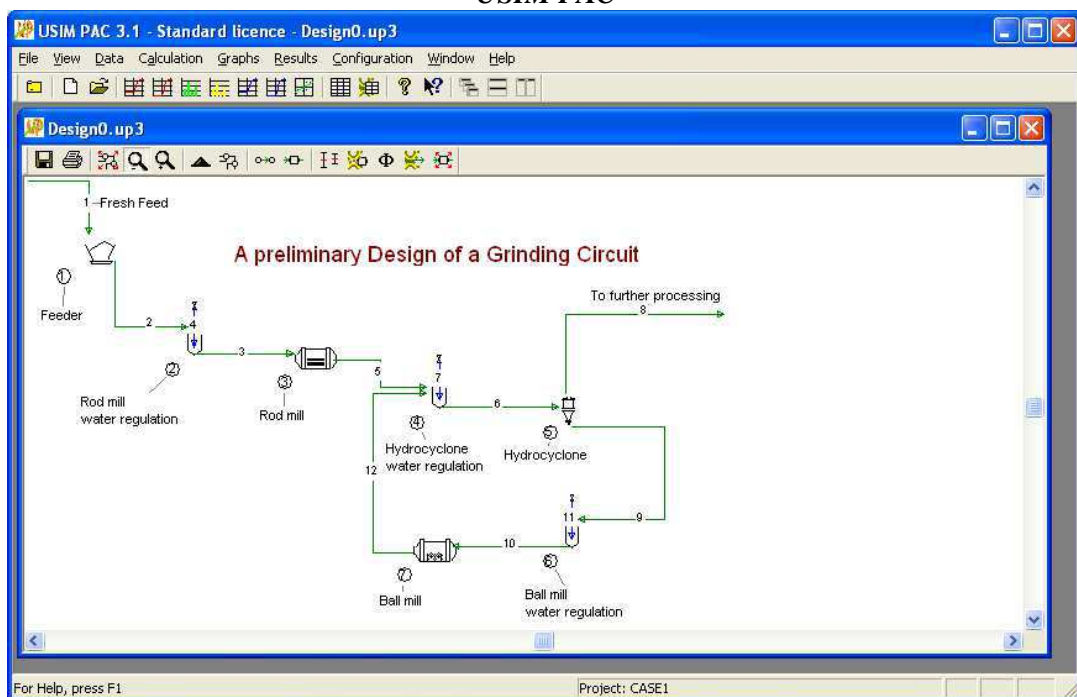 USIM PAC
USIM PAC 3.1 - Standard licence - Design0.up3
File View Data Calculation Graphs Results Configuration Window Help
Design0.up3
1
Fresh Feed
A preliminary Design of a Grinding Circuit
1
Feeder
To further processing
8
2
4
3
2
Rod mill
water regulation
3
Rod mill
5
7
6
4
Hydrocyclone
water regulation
5
Hydrocyclone
12
11
9
10
7
Ball mill
6
Ball mill
water regulation
For Help, press F1
Project: CASE1